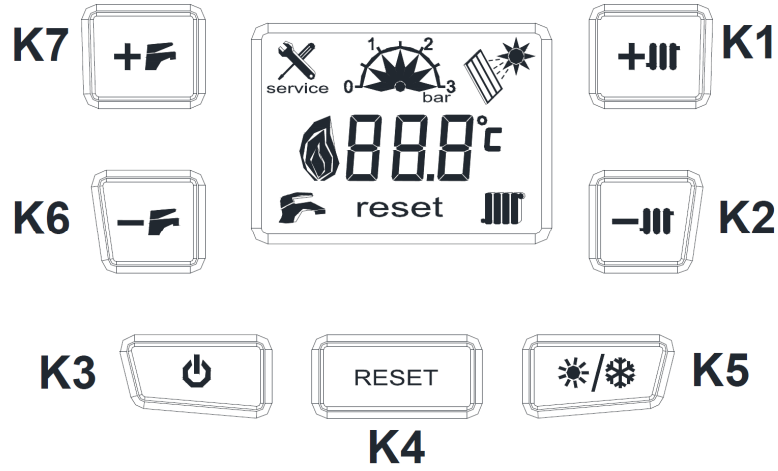 K7
K1
service
0 1 2 3
bar
88.8°c
K6
reset
K2
K3
RESET
K5
K4